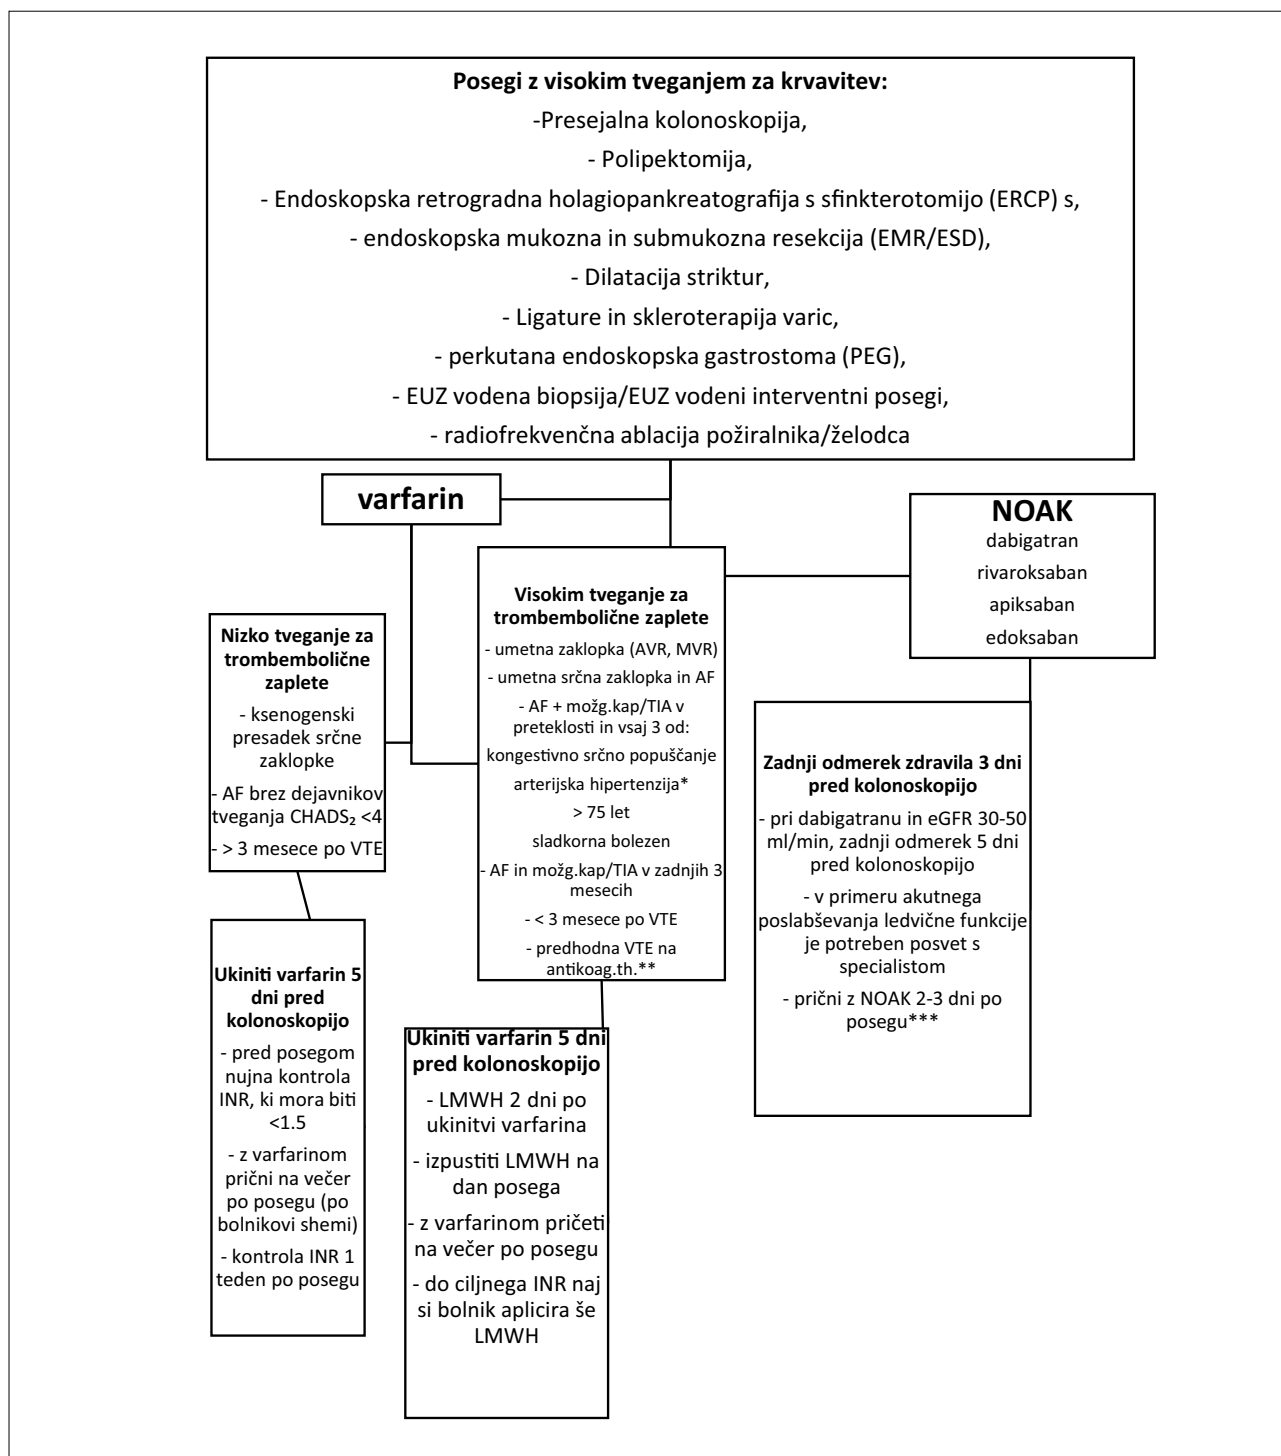 Posegi z visokim tveganjem za krvavitev:
-Presejalna kolonoskopija,
- Polipektomija,
- Endoskopska retrogradna holagiopankreatografija s sfinkterotomijo (ERCP) s,
- endoskopska mukozna in submukozna resekcija (EMR/ESD),
- Dilatacija striktur,
- Ligature in skleroterapija varic,
- perkutana endoskopska gastrostoma (PEG),
- EUZ vodena biopsija/EUZ vodeni interventni posegi,
- radiofrekvenčna ablacija požiralnika/želodca
varfarin
NOAK
dabigatran
rivaroksaban
apiksaban
edoksaban
Nizko tveganje za
trombembolične
zaplete
- ksenogenski
presadek srčne
zaklopke
- AF brez dejavnikov
tveganja CHADS₂ <4
- > 3 mesece po VTE
Visokim tveganje za
trombembolične zaplete
- umetna zaklopka (AVR, MVR)
- umetna srčna zaklopka in AF
- AF + možg.kap/TIA v
preteklosti in vsaj 3 od:
kongestivno srčno popuščanje
arterijska hipertenzija*
> 75 let
sladkorna bolezen
- AF in možg.kap/TIA v zadnjih 3
mesecih
- < 3 mesece po VTE
- predhodna VTE na
antikoag.th.**
Zadnji odmerek zdravila 3 dni
pred kolonoskopijo
- pri dabigatranu in eGFR 30-50
ml/min, zadnji odmerek 5 dni
pred kolonoskopijo
- v primeru akutnega
poslabševanja ledvične funkcije
je potreben posvet s
specialistom
- prični z NOAK 2-3 dni po
posegu***
Ukiniti varfarin 5
dni pred
kolonoskopijo
- pred posegom
nujna kontrola
INR, ki mora biti
<1.5
- z varfarinom
prični na večer
po posegu (po
bolnikovi shemi)
- kontrola INR 1
teden po posegu
Ukiniti varfarin 5 dni
pred kolonoskopijo
- LMWH 2 dni po
ukinitvi varfarina
- izpustiti LMWH na
dan posega
- z varfarinom pričeti
na večer po posegu
- do ciljnega INR naj
si bolnik aplicira še
LMWH